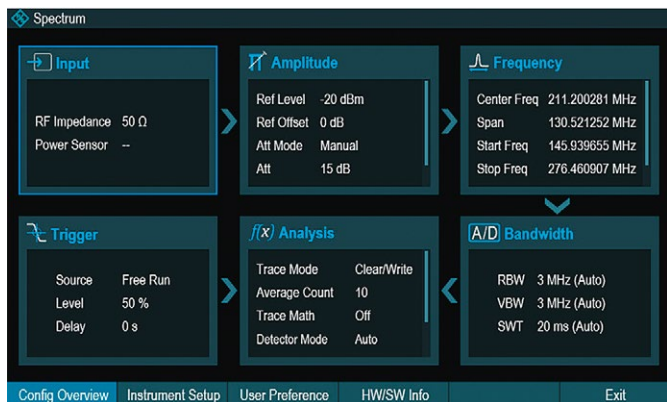 Spectrum
Input
RF Impedance 50 Ω
Power Sensor --
Amplitude
Ref Level -20 dBm
Ref Offset 0 dB
Att Mode Manual
Att 15 dB
Frequency
Center Freq 211.200281 MHz
Span 130.521252 MHz
Start Freq 145.939655 MHz
Stop Freq 276.460907 MHz
Trigger
Source Free Run
Level 50 %
Delay 0 s
f(x) Analysis
Trace Mode Clear/Write
Average Count 10
Trace Math Off
Detector Mode Auto
A/D Bandwidth
RBW 3 MHz (Auto)
VBW 3 MHz (Auto)
SWT 20 ms (Auto)
Config Overview Instrument Setup User Preference HW/SW Info Exit